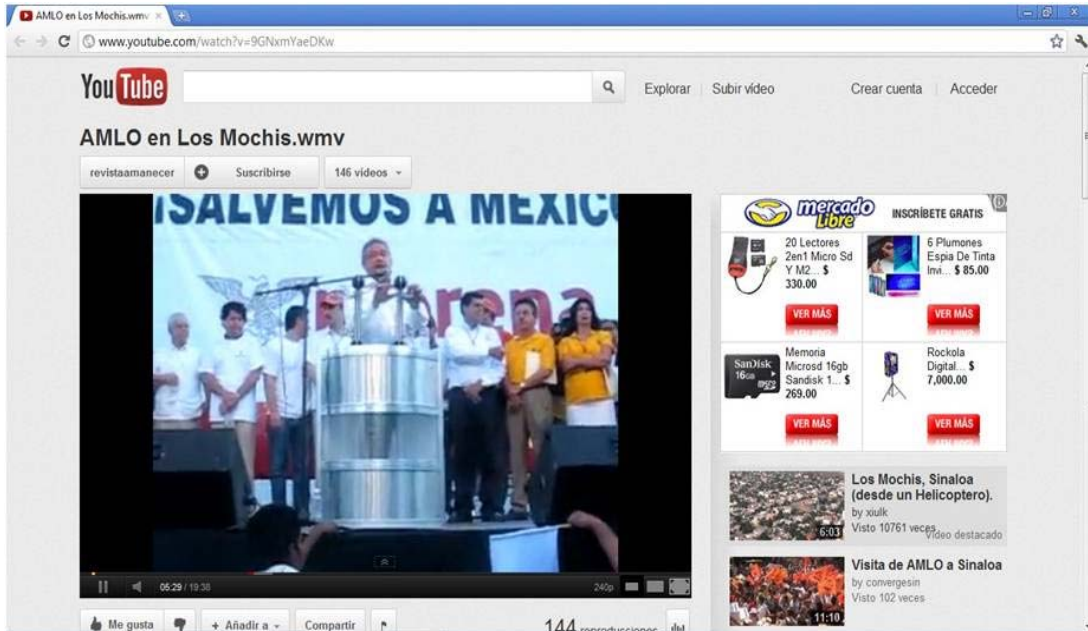 AMLO en Los Mochis.wmv
www.youtube.com/watch?v=9GNxmYaeDKw
YouTube
Explorar
Subir vídeo
Crear cuenta
Acceder
AMLO en Los Mochis.wmv
revistaamanecer
Suscribirse
146 vídeos
¡SALVEMOS A MEXICO
morena
05:29 / 19:38
240p
Me gusta
+ Añadir a
Compartir
144 reproducciones
mercado
Libre
INSCRÍBETE GRATIS
20 Lectores
2en1 Micro Sd
Y M2... $
330.00
VER MÁS
6 Plumones
Espia De Tinta
Invi... $ 85.00
VER MÁS
SanDisk
16GB
Memoria
Microsd 16gb
Sandisk 1... $
269.00
VER MÁS
Rockola
Digital... $
7,000.00
VER MÁS
Los Mochis, Sinaloa
(desde un Helicoptero).
by xiulk
Visto 10761 veces
Vídeo destacado
6:03
Visita de AMLO a Sinaloa
by convergesin
Visto 102 veces
11:10